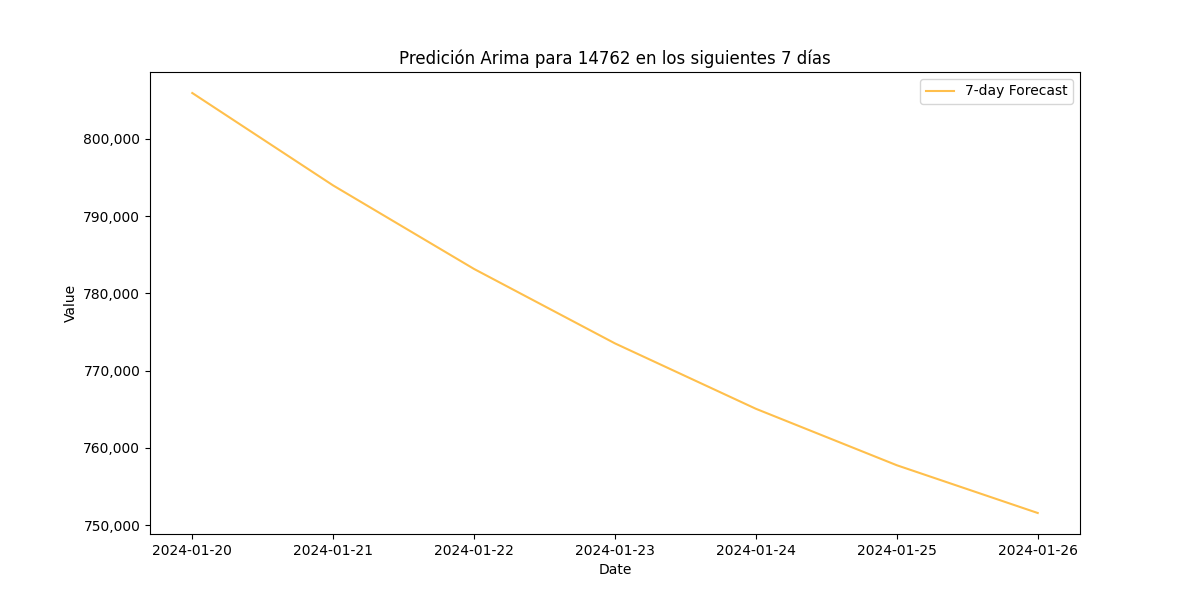 Predición Arima para 14762 en los siguientes 7 días
7-day Forecast
Value
800,000
790,000
780,000
770,000
760,000
750,000
2024-01-20 2024-01-21 2024-01-22 2024-01-23 2024-01-24 2024-01-25 2024-01-26
Date